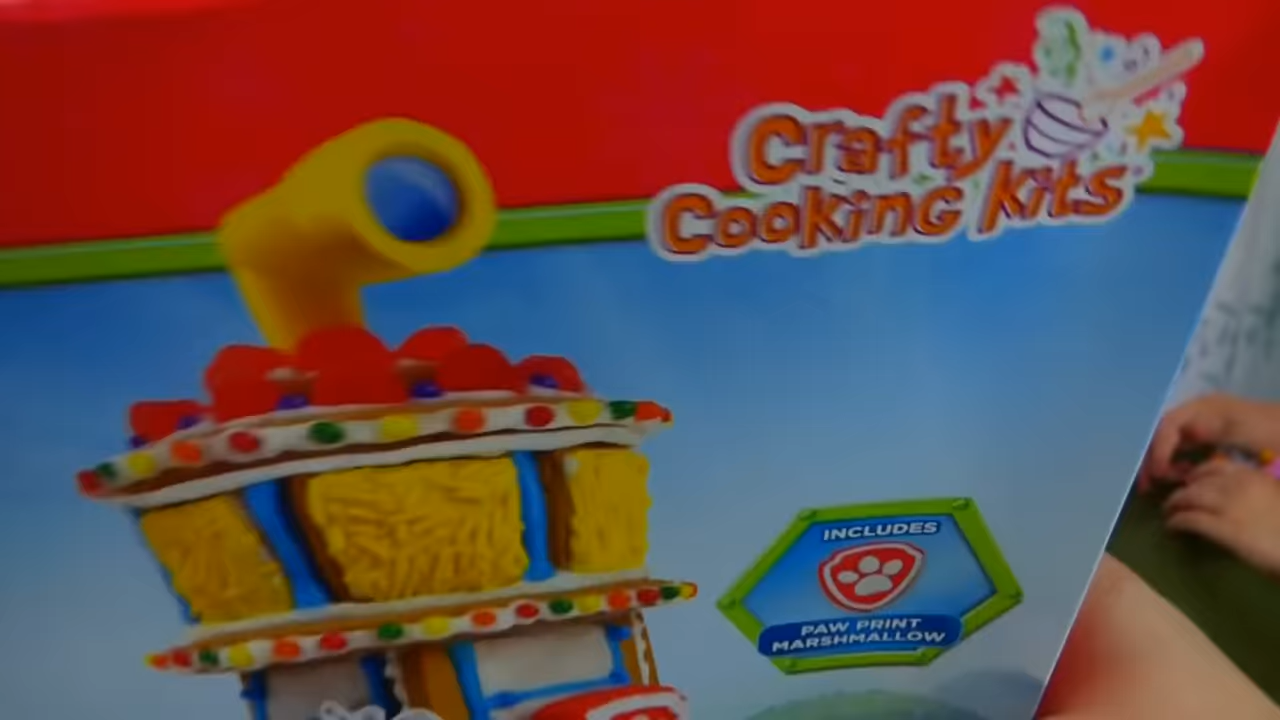 Crafty
Cooking Kits
INCLUDES
PAW PRINT
MARSHMALLOW